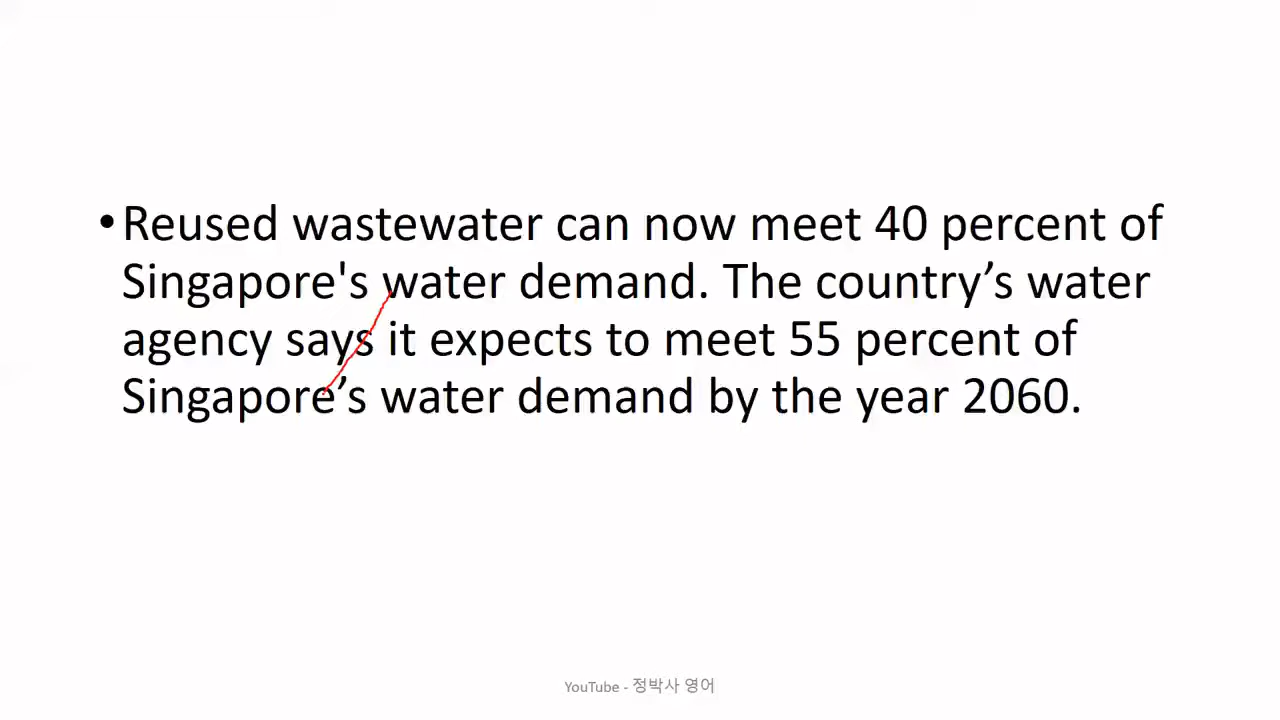 •Reused wastewater can now meet 40 percent of
Singapore's water demand. The country’s water
agency says it expects to meet 55 percent of
Singapore’s water demand by the year 2060.
YouTube - 정박사 영어